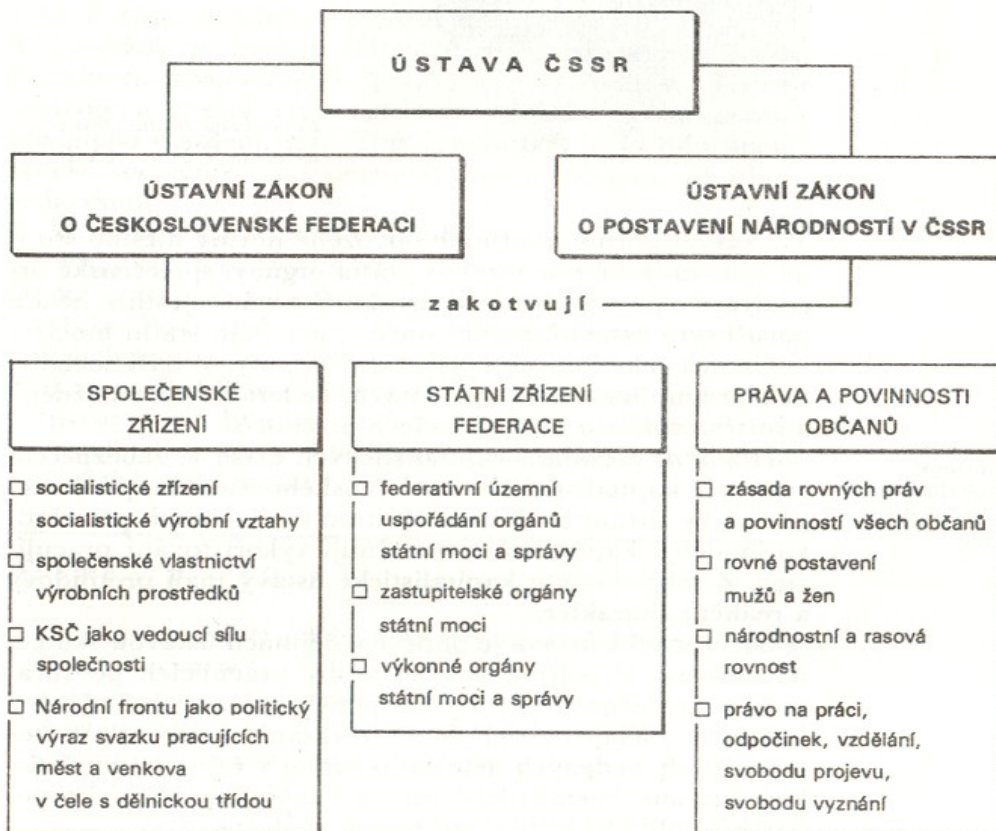 ÚSTAVA ČSSR
ÚSTAVNÍ ZÁKON
O ČESKOSLOVENSKÉ FEDERACI
ÚSTAVNÍ ZÁKON
O POSTAVENÍ NÁRODNOSTÍ V ČSSR
zakotvují
SPOLEČENSKÉ
ZŘÍZENÍ
□ socialistické zřízení
socialistické výrobní vztahy
□ společenské vlastnictví
výrobních prostředků
□ KSČ jako vedoucí sílu
společnosti
□ Národní frontu jako politický
výraz svazku pracujících
měst a venkova
v čele s dělnickou třídou
STÁTNÍ ZŘÍZENÍ
FEDERACE
□ federativní územní
uspořádání orgánů
státní moci a správy
□ zastupitelské orgány
státní moci
□ výkonné orgány
státní moci a správy
PRÁVA A POVINNOSTI
OBČANŮ
□ zásada rovných práv
a povinností všech občanů
□ rovné postavení
mužů a žen
□ národnostní a rasová
rovnost
□ právo na práci,
odpočinek, vzdělání,
svobodu projevu,
svobodu vyznání